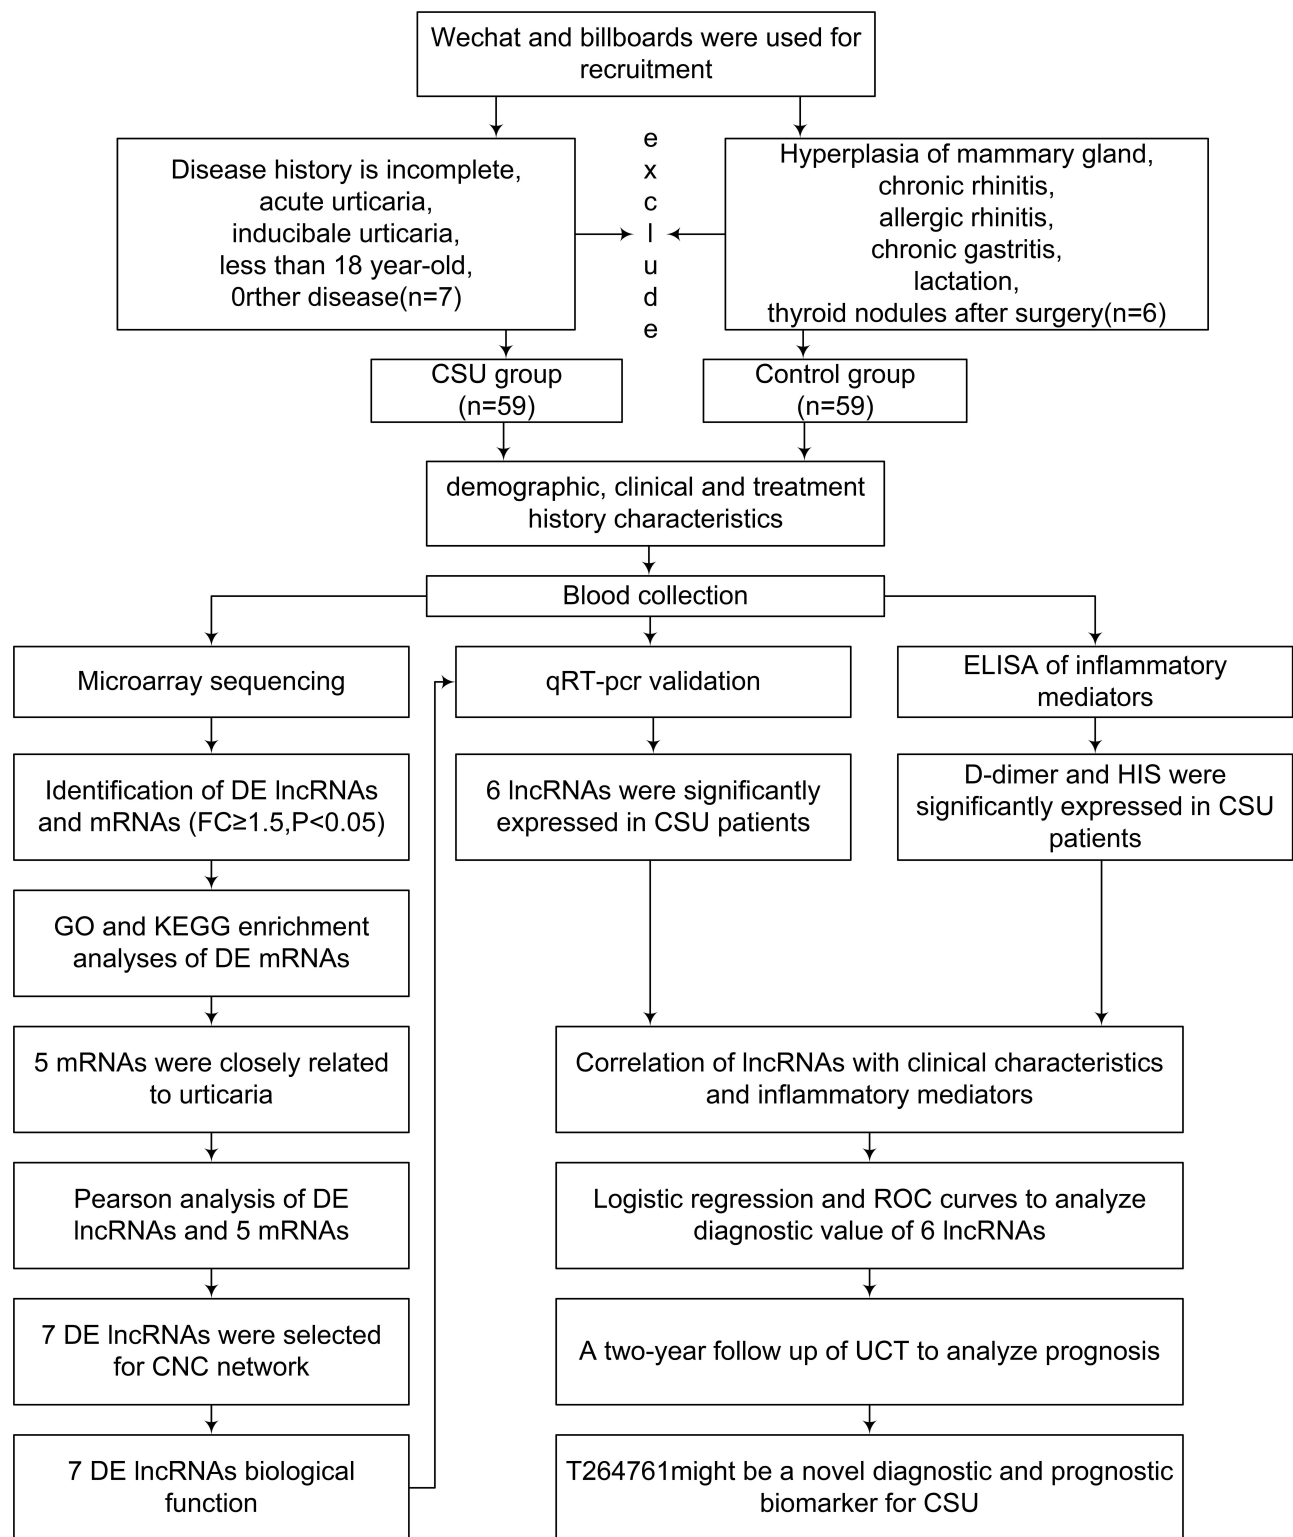 Wechat and billboards were used for
recruitment
Disease history is incomplete,
acute urticaria,
inducibale urticaria,
less than 18 year-old,
0rther disease(n=7)
e
x
c
l
u
d
e
Hyperplasia of mammary gland,
chronic rhinitis,
allergic rhinitis,
chronic gastritis,
lactation,
thyroid nodules after surgery(n=6)
CSU group
(n=59)
Control group
(n=59)
demographic, clinical and treatment
history characteristics
Blood collection
Microarray sequencing
Identification of DE lncRNAs
and mRNAs (FC≥1.5,P<0.05)
GO and KEGG enrichment
analyses of DE mRNAs
5 mRNAs were closely related
to urticaria
Pearson analysis of DE
lncRNAs and 5 mRNAs
7 DE lncRNAs were selected
for CNC network
7 DE lncRNAs biological
function
qRT-pcr validation
6 lncRNAs were significantly
expressed in CSU patients
ELISA of inflammatory
mediators
D-dimer and HIS were
significantly expressed in CSU
patients
Correlation of lncRNAs with clinical characteristics
and inflammatory mediators
Logistic regression and ROC curves to analyze
diagnostic value of 6 lncRNAs
A two-year follow up of UCT to analyze prognosis
T264761might be a novel diagnostic and prognostic
biomarker for CSU